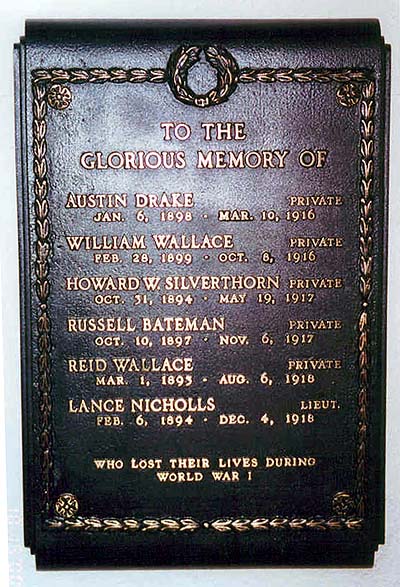 TO THE
GLORIOUS MEMORY OF
AUSTIN DRAKE PRIVATE
JAN. 6, 1898 · MAR. 10, 1916
WILLIAM WALLACE PRIVATE
FEB. 28, 1899 · OCT. 8, 1916
HOWARD W. SILVERTHORN PRIVATE
OCT. 31, 1894 · MAY 19, 1917
RUSSELL BATEMAN PRIVATE
OCT. 10, 1897 · NOV. 6, 1917
REID WALLACE PRIVATE
MAR. 1, 1895 · AUG. 6, 1918
LANCE NICHOLLS LIEUT.
FEB. 6, 1894 · DEC. 4, 1918
WHO LOST THEIR LIVES DURING
WORLD WAR I